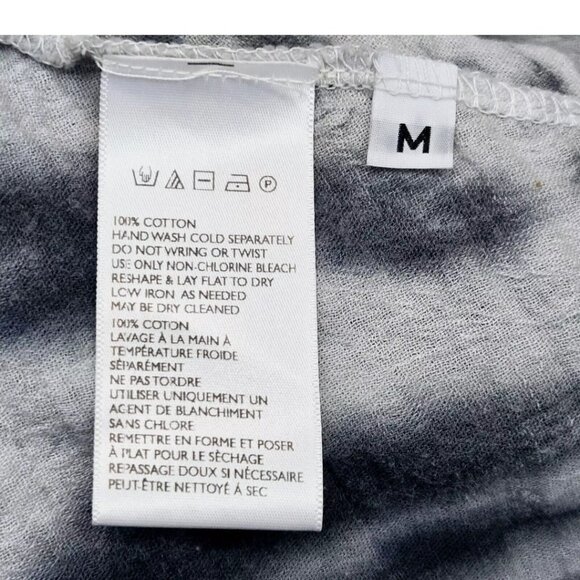 M
P
100% COTTON
HAND WASH COLD SEPARATELY
DO NOT WRING OR TWIST
USE ONLY NON-CHLORINE BLEACH
RESHAPE & LAY FLAT TO DRY
LOW IRON AS NEEDED
MAY BE DRY CLEANED
100% COTON
LAVAGE À LA MAIN À
TEMPÉRATURE FROIDE
SÉPARÉMENT
NE PAS TORDRE
UTILISER UNIQUEMENT UN
AGENT DE BLANCHIMENT
SANS CHLORE
REMETTRE EN FORME ET POSER
À PLAT POUR LE SÈCHAGE
REPASSAGE DOUX SI NÉCESSAIRE
PEUT-ÊTRE NETTOYÉ À SEC